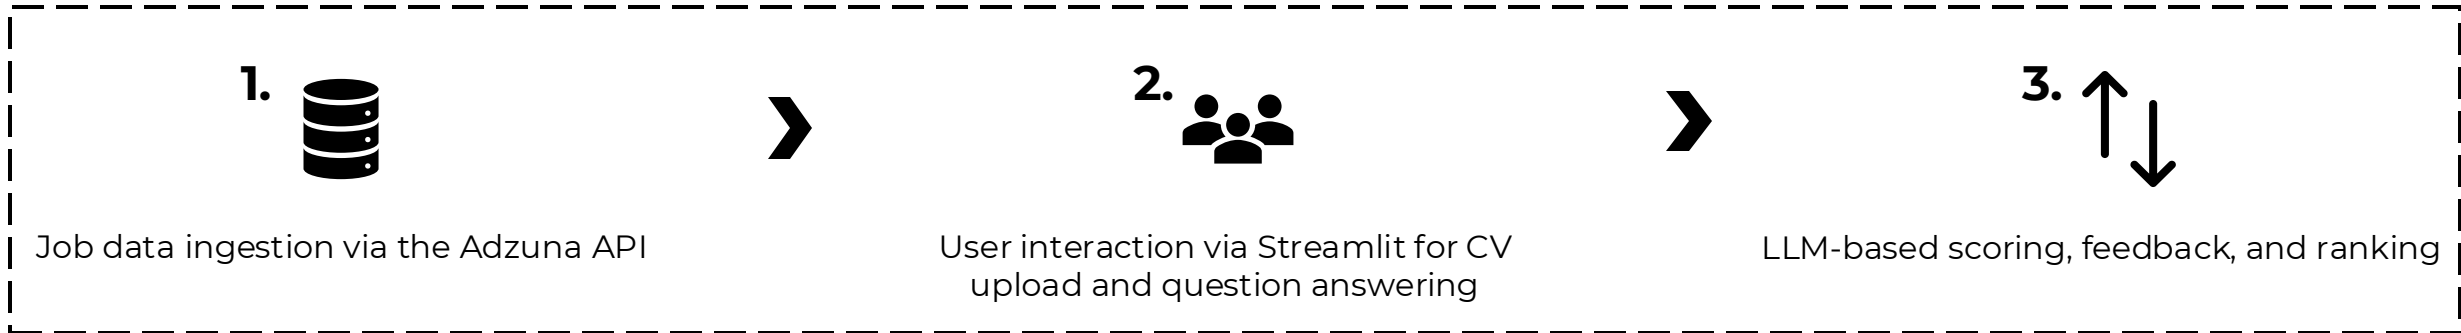 1.
Job data ingestion via the Adzuna API
2.
User interaction via Streamlit for CV
upload and question answering
3.
LLM-based scoring, feedback, and ranking